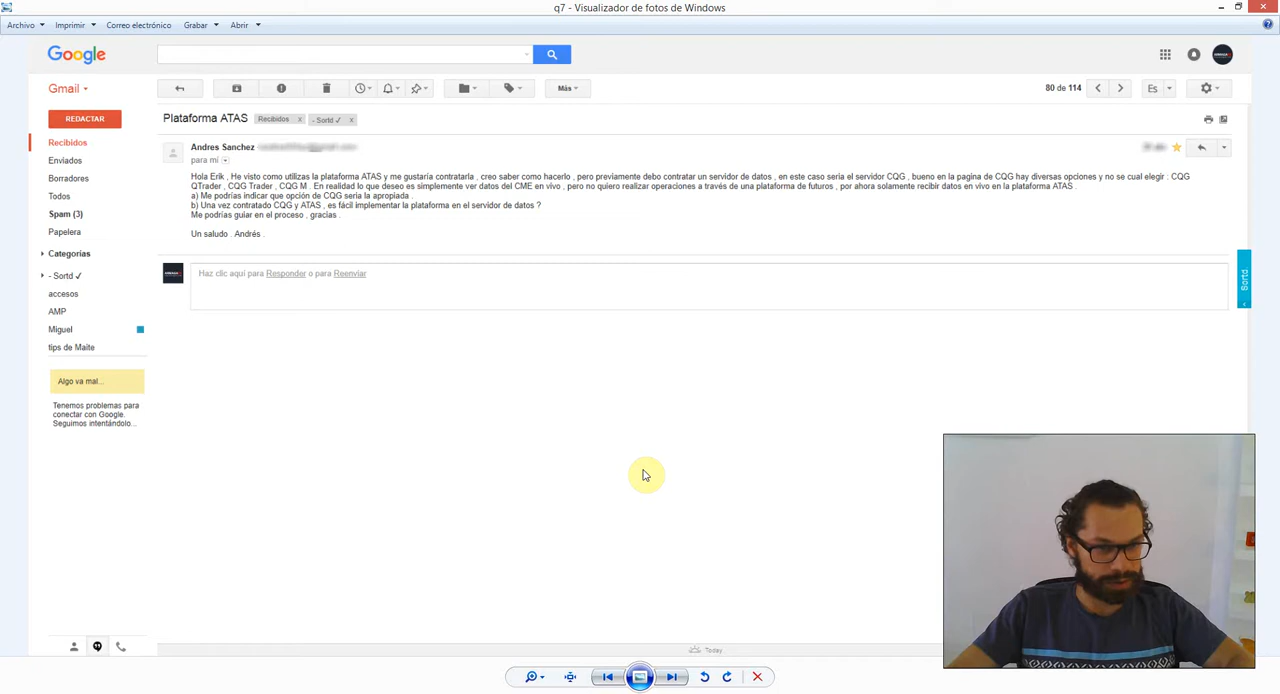 q7 - Visualizador de fotos de Windows
Archivo Imprimir Correo electrónico Grabar Abrir
Google
Gmail Más 80 de 114 Es
REDACTAR
Plataforma ATAS Recibidos x - Sortd ✓ x
Recibidos
Enviados
Borradores
Todos
Spam (3)
Papelera
Categorías
- Sortd ✓
accesos
AMP
Miguel
tips de Maite
Algo va mal...
Tenemos problemas para
conectar con Google.
Seguimos intentándolo...
Andres Sanchez
para mí
Hola Erik , He visto como utilizas la plataforma ATAS y me gustaría contratarla , creo saber como hacerlo , pero previamente debo contratar un servidor de datos , en este caso seria el servidor CQG , bueno en la pagina de CQG hay diversas opciones y no se cual elegir : CQG
QTrader , CQG Trader , CQG M . En realidad lo que deseo es simplemente ver datos del CME en vivo , pero no quiero realizar operaciones a través de una plataforma de futuros , por ahora solamente recibir datos en vivo en la plataforma ATAS .
a) Me podrías indicar que opción de CQG seria la apropiada .
b) Una vez contratado CQG y ATAS , es fácil implementar la plataforma en el servidor de datos ?
Me podrías guiar en el proceso , gracias .
Un saludo . Andrés .
Haz clic aquí para Responder o para Reenviar
Sortd
Today